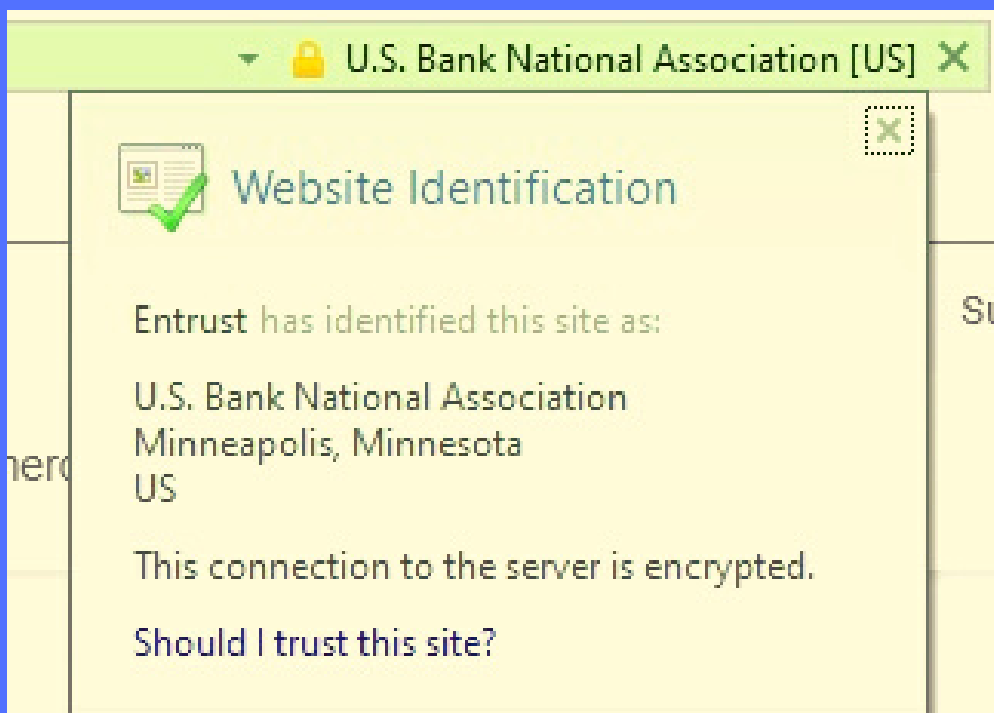 U.S. Bank National Association [US]
Website Identification
Entrust has identified this site as:
U.S. Bank National Association
Minneapolis, Minnesota
US
This connection to the server is encrypted.
Should I trust this site?